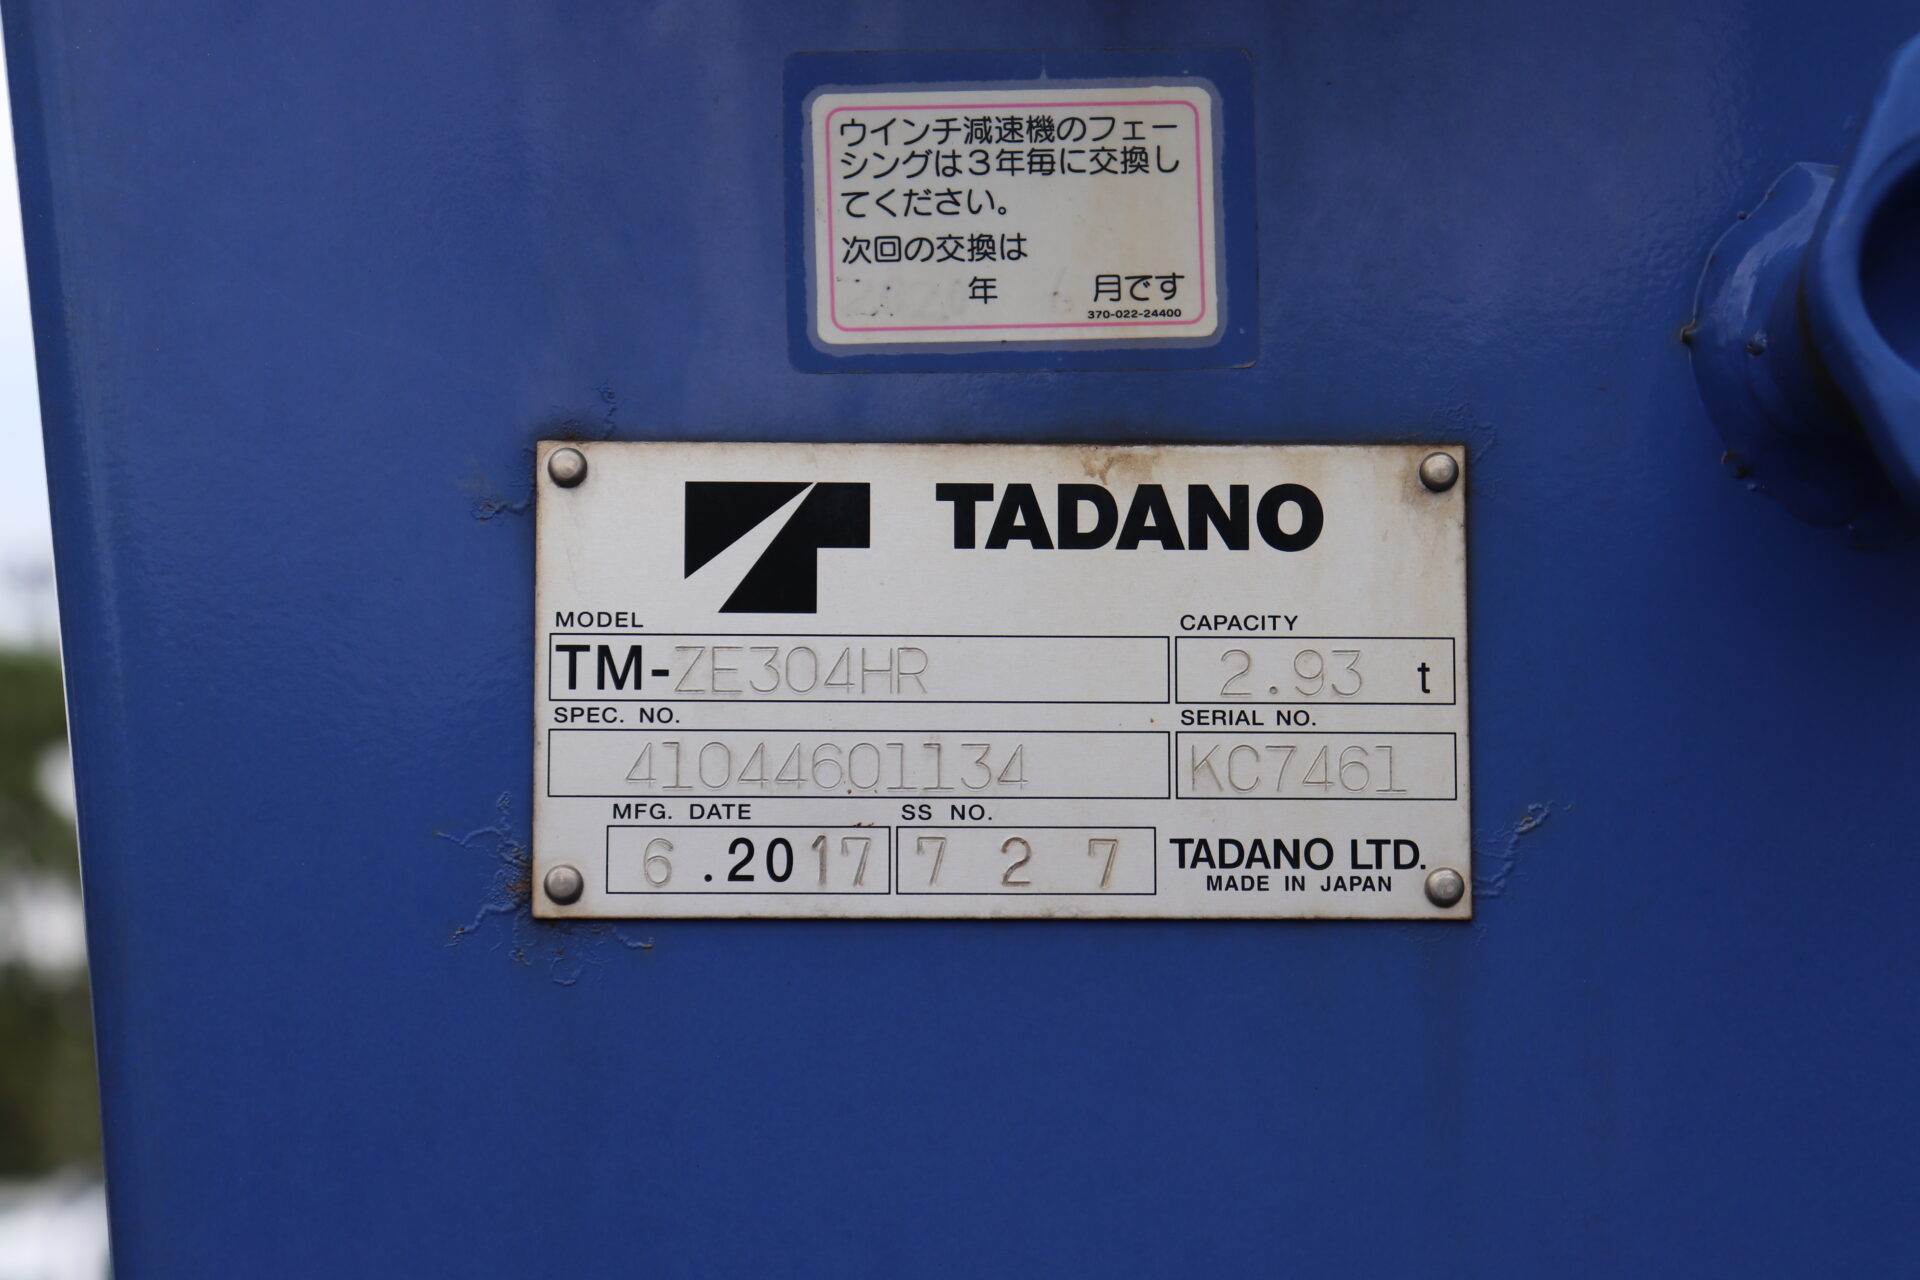 ウインチ減速機のフェー
シングは3年毎に交換し
てください。
次回の交換は
年 月です
370-022-24400
TADANO
MODEL CAPACITY
TM-ZE304HR 2.93 t
SPEC. NO. SERIAL NO.
41044601134 KC7461
MFG. DATE SS NO.
6.2017 7 2 7 TADANO LTD.
MADE IN JAPAN